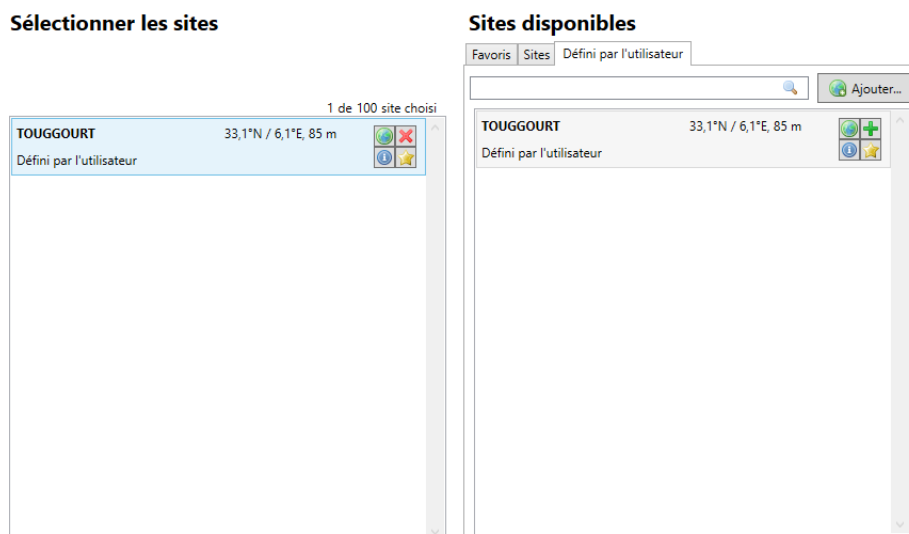 Sélectionner les sites
1 de 100 site choisi
TOUGGOURT 33,1°N / 6,1°E, 85 m
Défini par l'utilisateur
Sites disponibles
Favoris Sites Défini par l'utilisateur
Ajouter...
TOUGGOURT 33,1°N / 6,1°E, 85 m
Défini par l'utilisateur